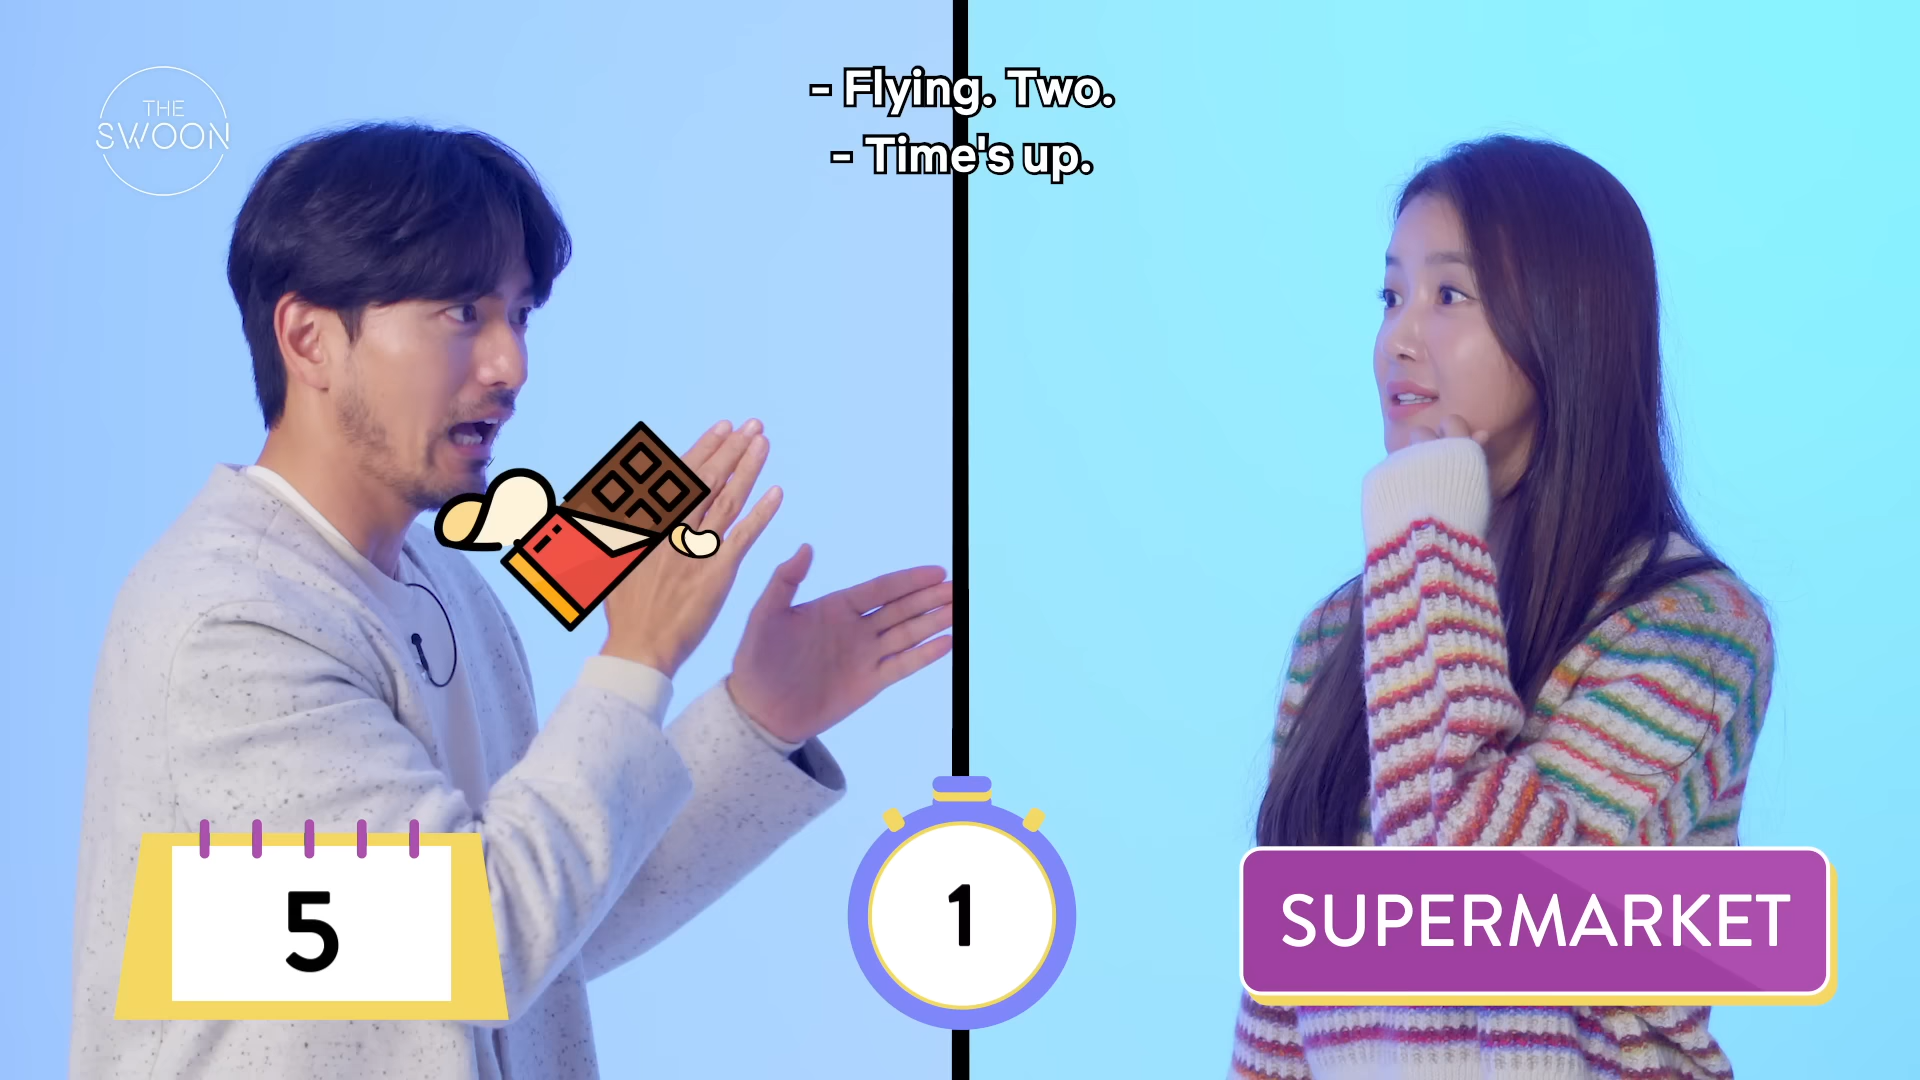 THE
SWOON
- Flying. Two.
- Time's up.
5
1
SUPERMARKET